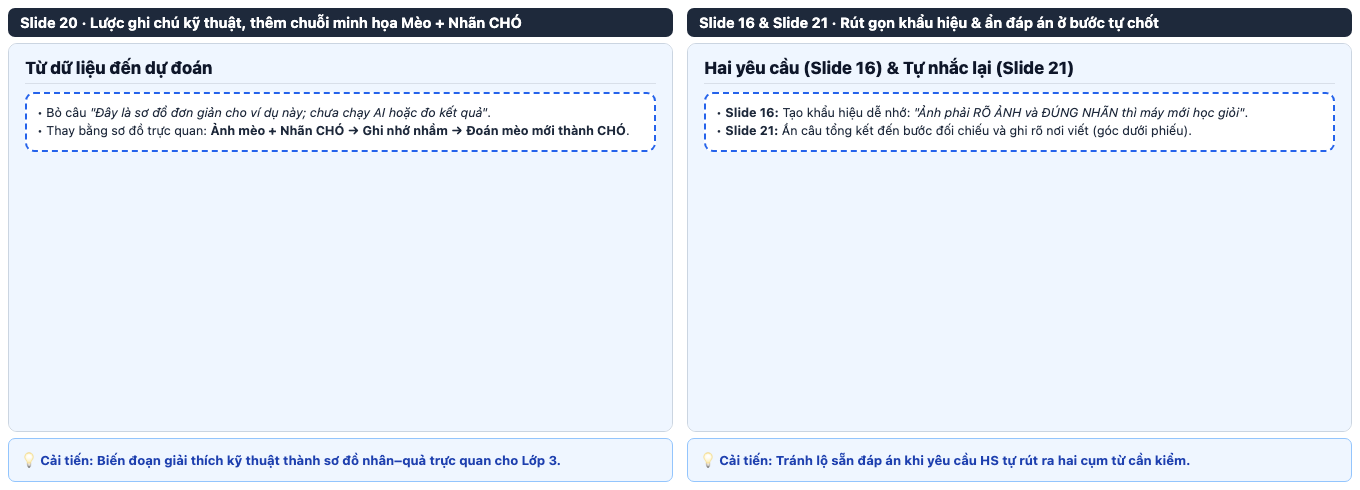 Slide 20 · Lược ghi chú kỹ thuật, thêm chuỗi minh họa Mèo + Nhãn CHÓ
Từ dữ liệu đến dự đoán
• Bỏ câu "Đây là sơ đồ đơn giản cho ví dụ này; chưa chạy AI hoặc đo kết quả".
• Thay bằng sơ đồ trực quan: Ảnh mèo + Nhãn CHÓ → Ghi nhớ nhầm → Đoán mèo mới thành CHÓ.
💡 Cải tiến: Biến đoạn giải thích kỹ thuật thành sơ đồ nhân–quả trực quan cho Lớp 3.
Slide 16 & Slide 21 · Rút gọn khẩu hiệu & ẩn đáp án ở bước tự chốt
Hai yêu cầu (Slide 16) & Tự nhắc lại (Slide 21)
• Slide 16: Tạo khẩu hiệu dễ nhớ: "Ảnh phải RÕ ẢNH và ĐÚNG NHÃN thì máy mới học giỏi".
• Slide 21: Ẩn câu tổng kết đến bước đối chiếu và ghi rõ nơi viết (góc dưới phiếu).
💡 Cải tiến: Tránh lộ sẵn đáp án khi yêu cầu HS tự rút ra hai cụm từ cần kiểm.